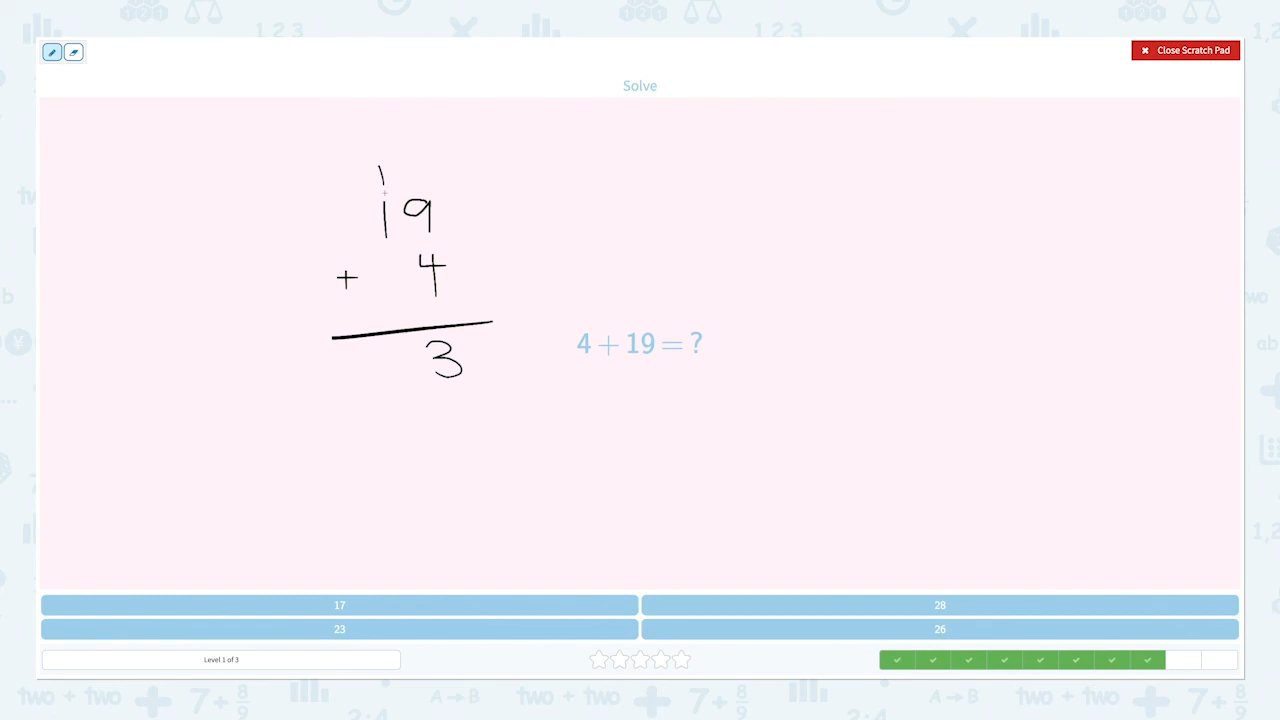 Close Scratch Pad
Solve
1
19
+ 4
3
4 + 19 = ?
17
28
23
26
Level 1 of 3